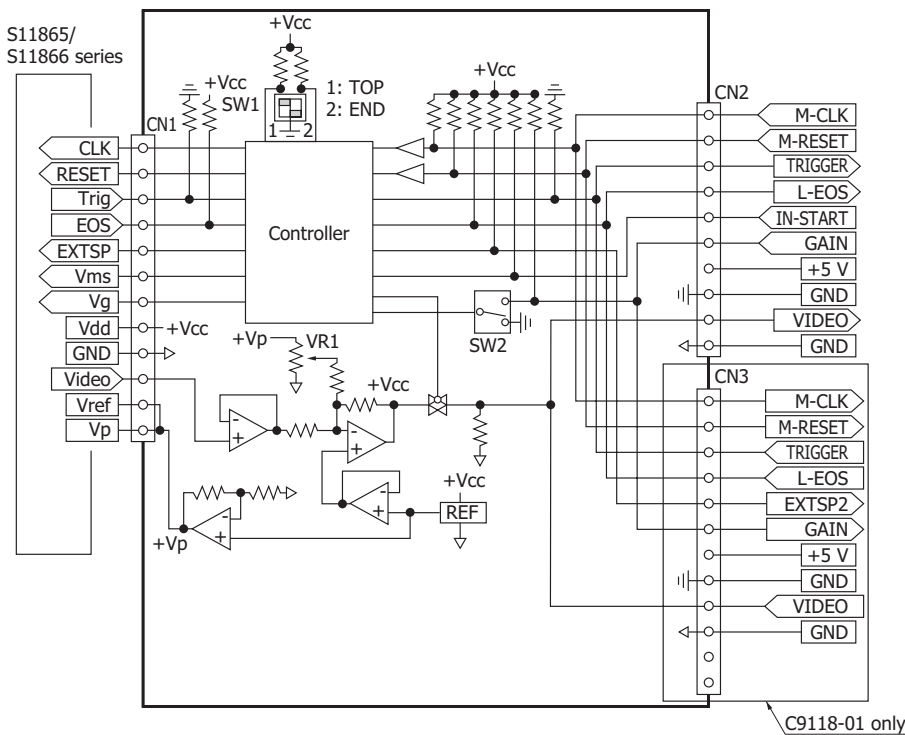 S11865/
S11866 series
+Vcc
+Vcc
SW1
1: TOP
2: END
1
2
+Vcc
CN1
CLK
RESET
Trig
EOS
EXTSP
Vms
Vg
Vdd
+Vcc
GND
Video
Vref
Vp
Controller
SW2
+Vp
VR1
+Vcc
-
+
-
+
-
+
-
+
+Vp
+Vcc
REF
CN2
M-CLK
M-RESET
TRIGGER
L-EOS
IN-START
GAIN
+5 V
GND
VIDEO
GND
CN3
M-CLK
M-RESET
TRIGGER
L-EOS
EXTSP2
GAIN
+5 V
GND
VIDEO
GND
C9118-01 only